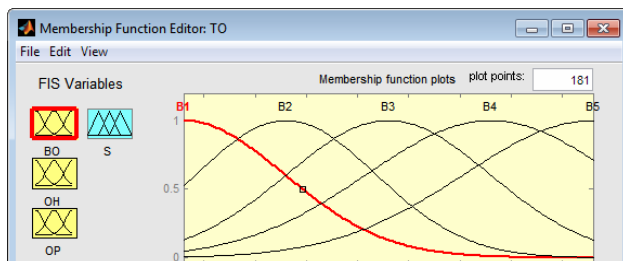 Membership Function Editor: TO
File Edit View
FIS Variables
Membership function plots plot points: 181
BO S
OH
OP
B1 B2 B3 B4 B5
1
0.5
0